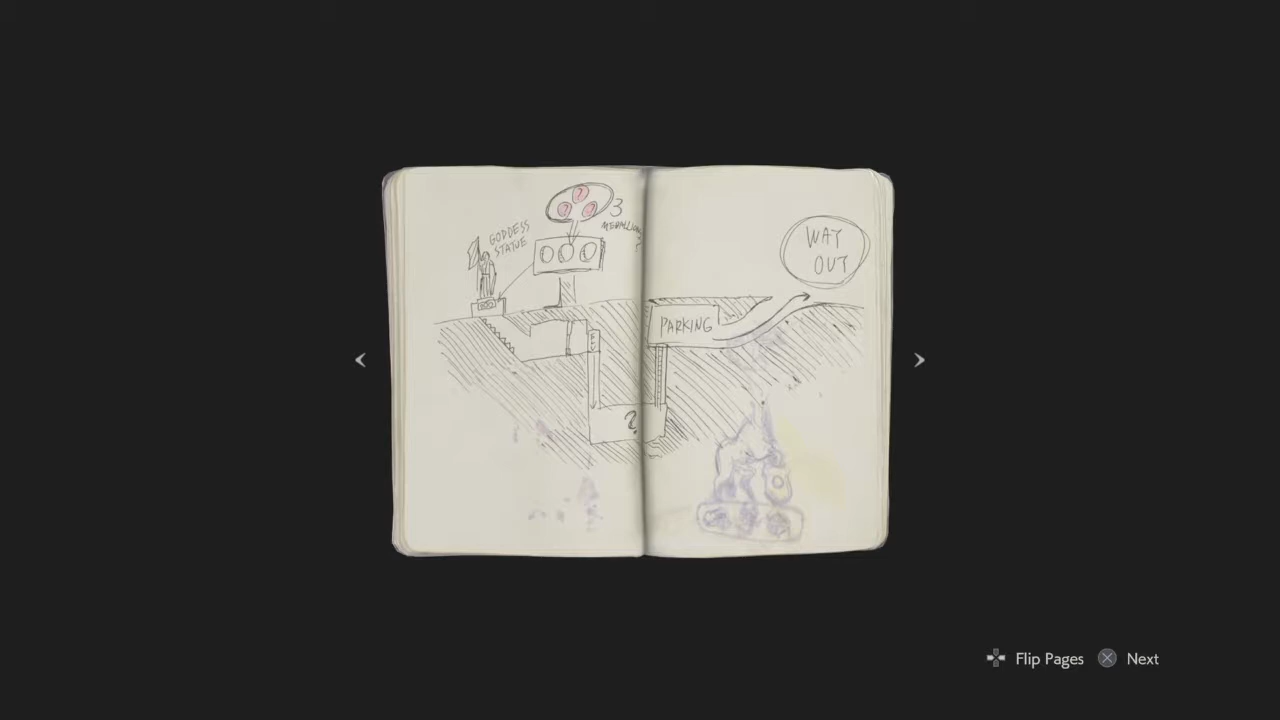 3
MEDALLIONS
?
GODDESS
STATUE
WAY
OUT
PARKING
?
Flip Pages
Next